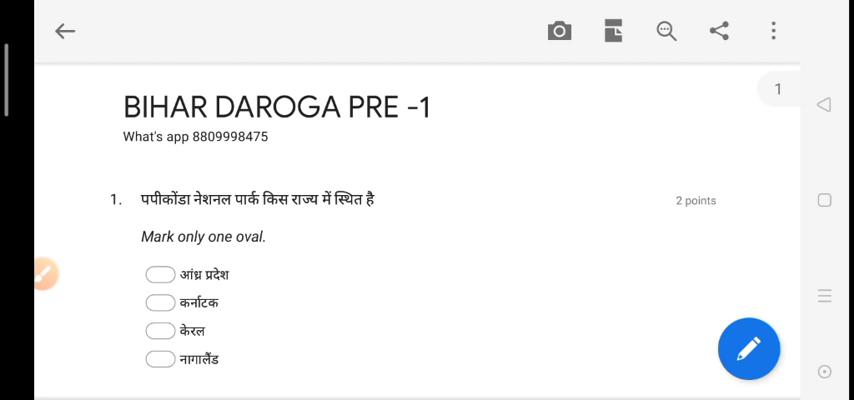 BIHAR DAROGA PRE -1
1
What's app 8809998475
1. पपीकोंडा नेशनल पार्क किस राज्य में स्थित है 2 points
Mark only one oval.
आंध्र प्रदेश
कर्नाटक
केरल
नागालैंड